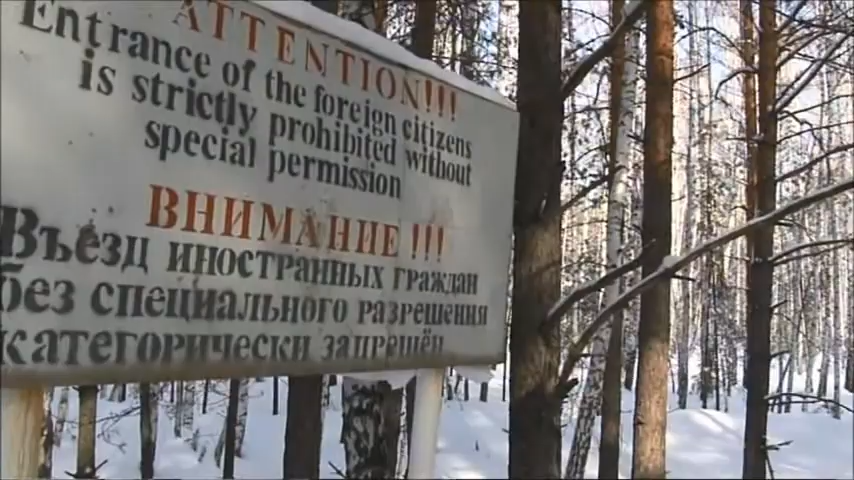 ATTENTION !!!
Entrance of the foreign citizens
is strictly prohibited without
special permission
ВНИМАНИЕ !!!
Въезд иностранных граждан
без специального разрешения
категорически запрещён